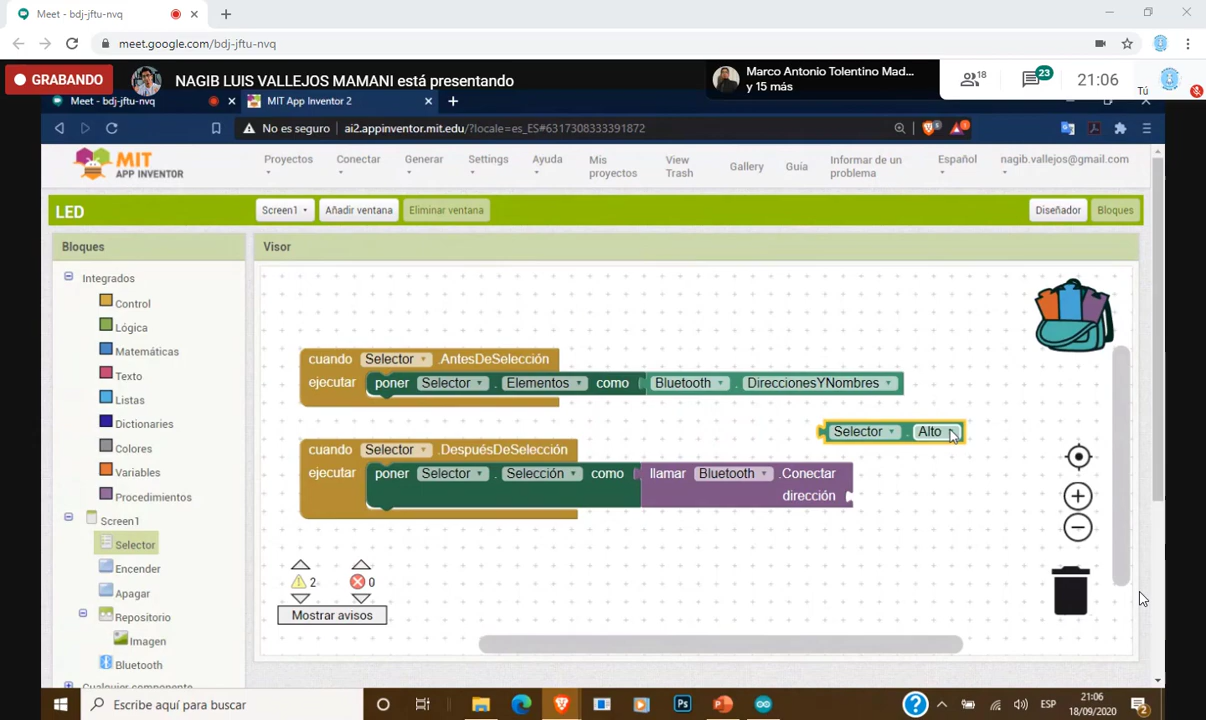 Meet - bdj-jftu-nvq
meet.google.com/bdj-jftu-nvq
GRABANDO
NAGIB LUIS VALLEJOS MAMANI está presentando
Marco Antonio Tolentino Mad...
y 15 más
18
23
21:06
Tú
Meet - bdj-jftu-nvq
MIT App Inventor 2
No es seguro
ai2.appinventor.mit.edu/?locale=es_ES#6317308333391872
MIT
APP INVENTOR
Proyectos
Conectar
Generar
Settings
Ayuda
Mis
proyectos
View
Trash
Gallery
Guía
Informar de un
problema
Español
nagib.vallejos@gmail.com
LED
Screen1
Añadir ventana
Eliminar ventana
Diseñador
Bloques
Bloques
Visor
Integrados
Control
Lógica
Matemáticas
Texto
Listas
Dictionaries
Colores
Variables
Procedimientos
Screen1
Selector
Encender
Apagar
Repositorio
Imagen
Bluetooth
Cualquier componente
cuando Selector .AntesDeSelección
ejecutar poner Selector . Elementos como Bluetooth . DireccionesYNombres
Selector . Alto
cuando Selector .DespuésDeSelección
ejecutar poner Selector . Selección como llamar Bluetooth .Conectar
dirección
2
0
Mostrar avisos
Escribe aquí para buscar
Ps
ESP
21:06
18/09/2020
2